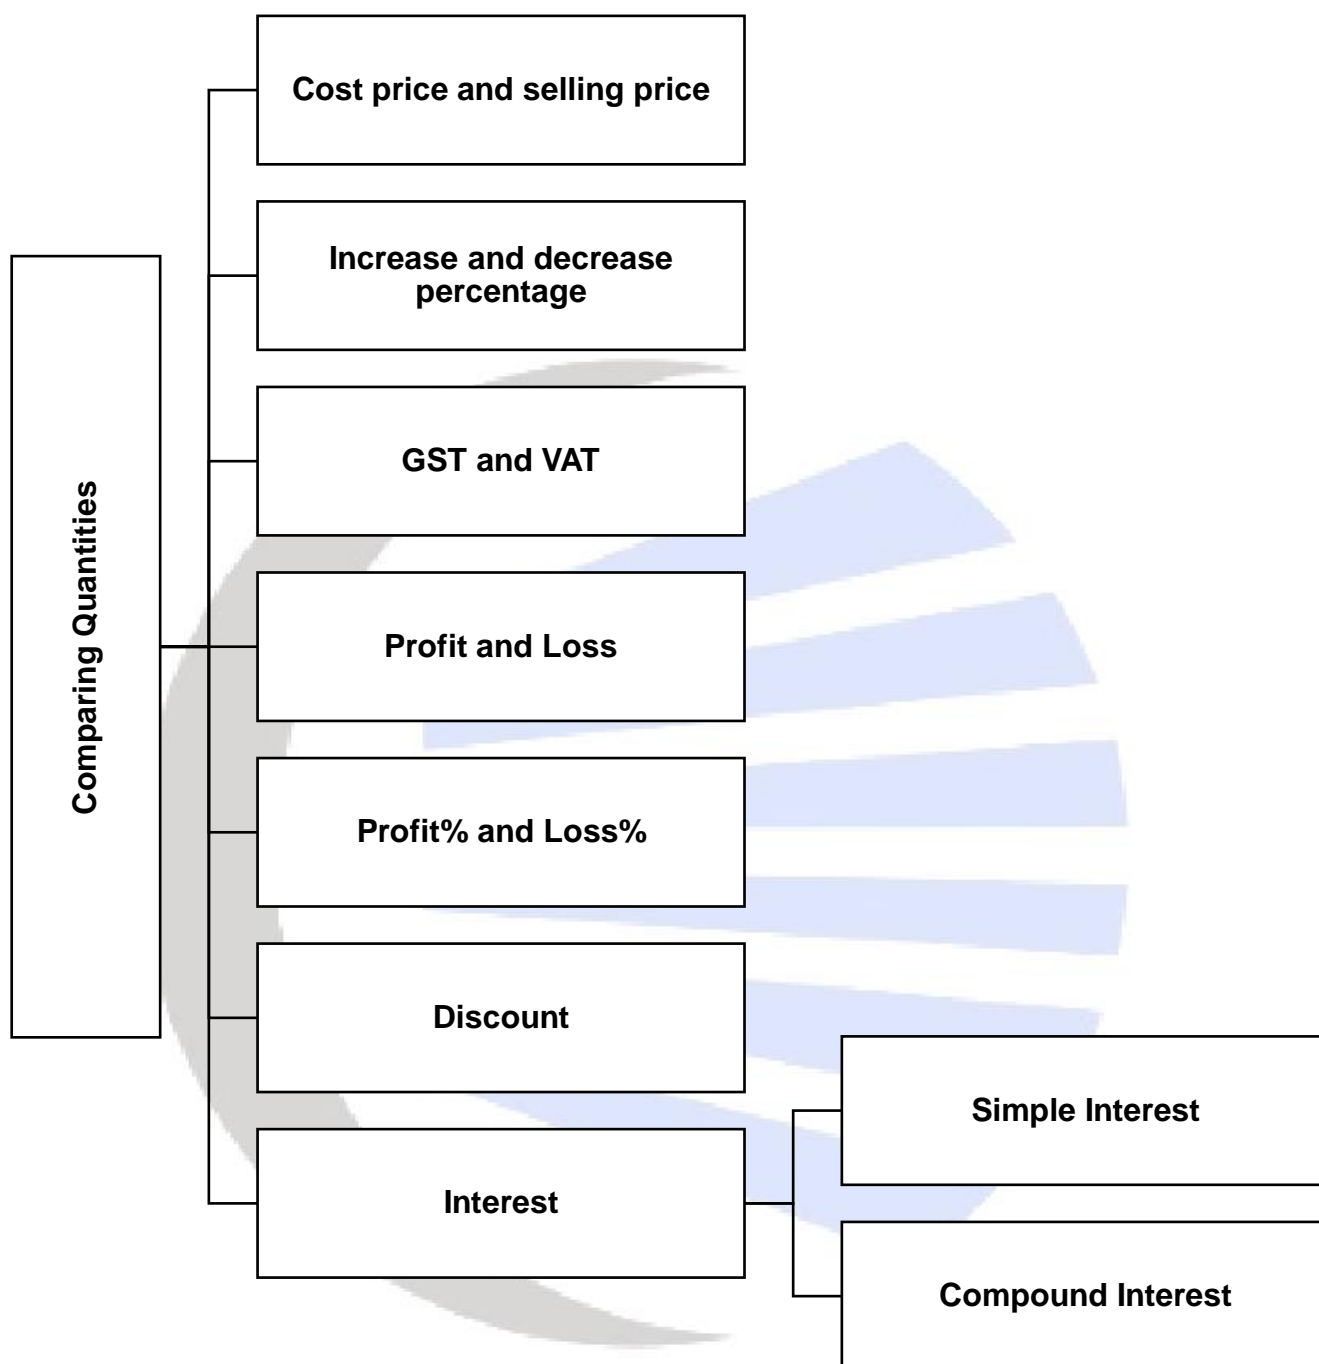 Comparing Quantities
Cost price and selling price
Increase and decrease
percentage
GST and VAT
Profit and Loss
Profit% and Loss%
Discount
Interest
Simple Interest
Compound Interest